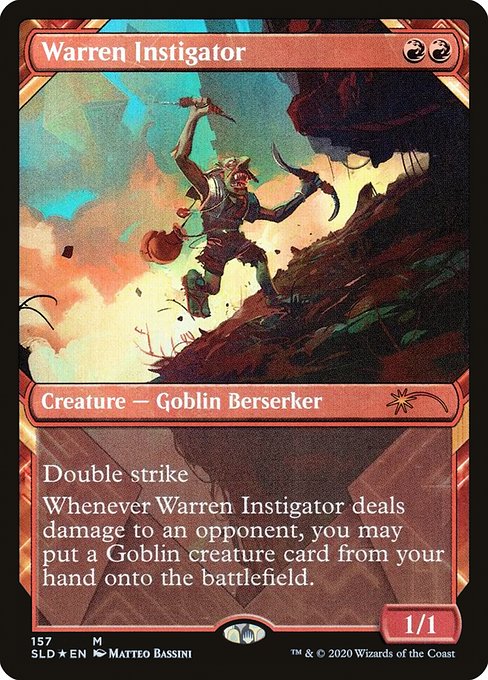 Warren Instigator
Creature — Goblin Berserker
Double strike
Whenever Warren Instigator deals
damage to an opponent, you may
put a Goblin creature card from your
hand onto the battlefield.
1/1
157 M
SLD★EN Matteo Bassini
™ & © 2020 Wizards of the Coast